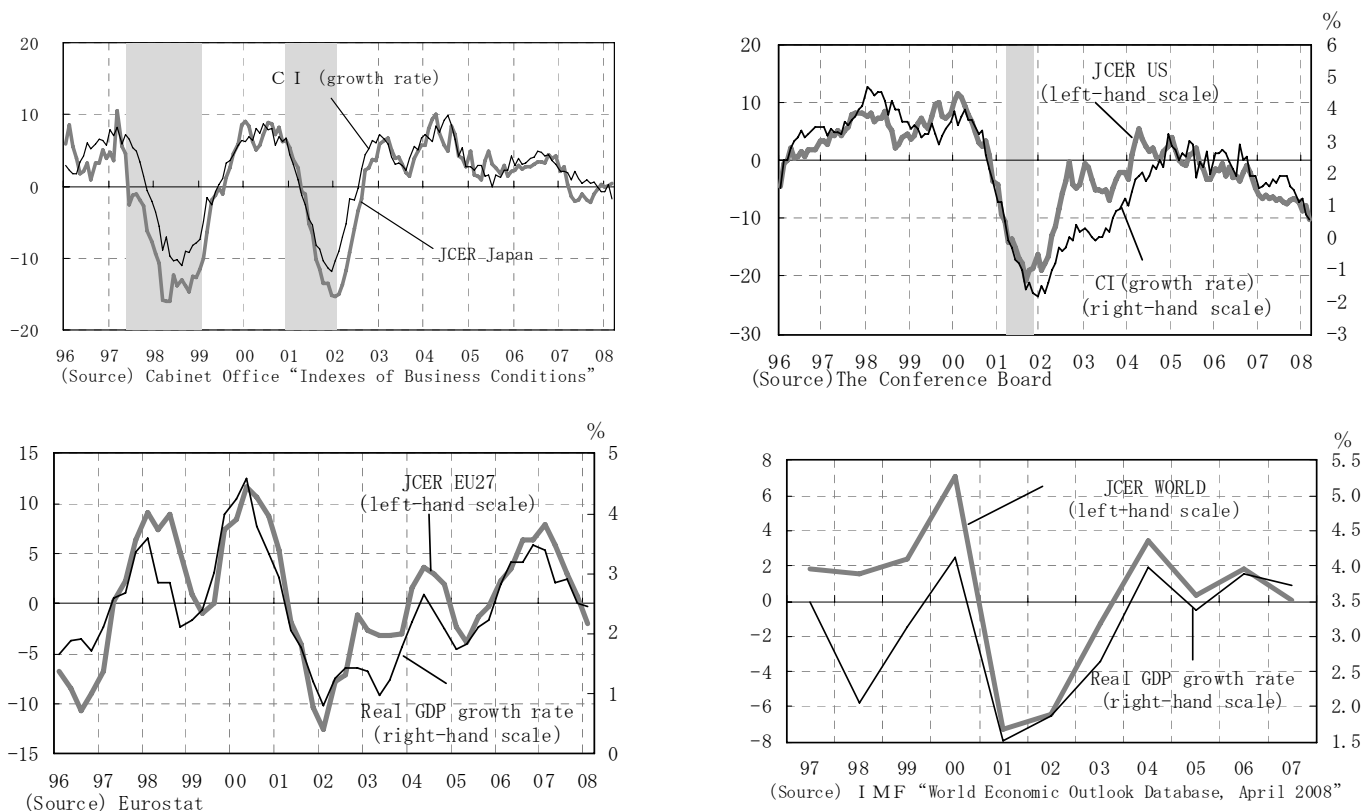 20
10
0
-10
-20
C I (growth rate)
JCER Japan
96 97 98 99 00 01 02 03 04 05 06 07 08
(Source) Cabinet Office “Indexes of Business Conditions”
%
20
10
0
-10
-20
-30
6
5
4
3
2
1
0
-1
-2
-3
JCER US
(left-hand scale)
CI(growth rate)
(right-hand scale)
96 97 98 99 00 01 02 03 04 05 06 07 08
(Source)The Conference Board
%
15
10
5
0
-5
-10
-15
5
4
3
2
1
0
JCER EU27
(left-hand scale)
Real GDP growth rate
(right-hand scale)
96 97 98 99 00 01 02 03 04 05 06 07 08
(Source) Eurostat
%
8
6
4
2
0
-2
-4
-6
-8
5.5
5.0
4.5
4.0
3.5
3.0
2.5
2.0
1.5
JCER WORLD
(left-hand scale)
Real GDP growth rate
(right-hand scale)
97 98 99 00 01 02 03 04 05 06 07
(Source) IMF “World Economic Outlook Database, April 2008”